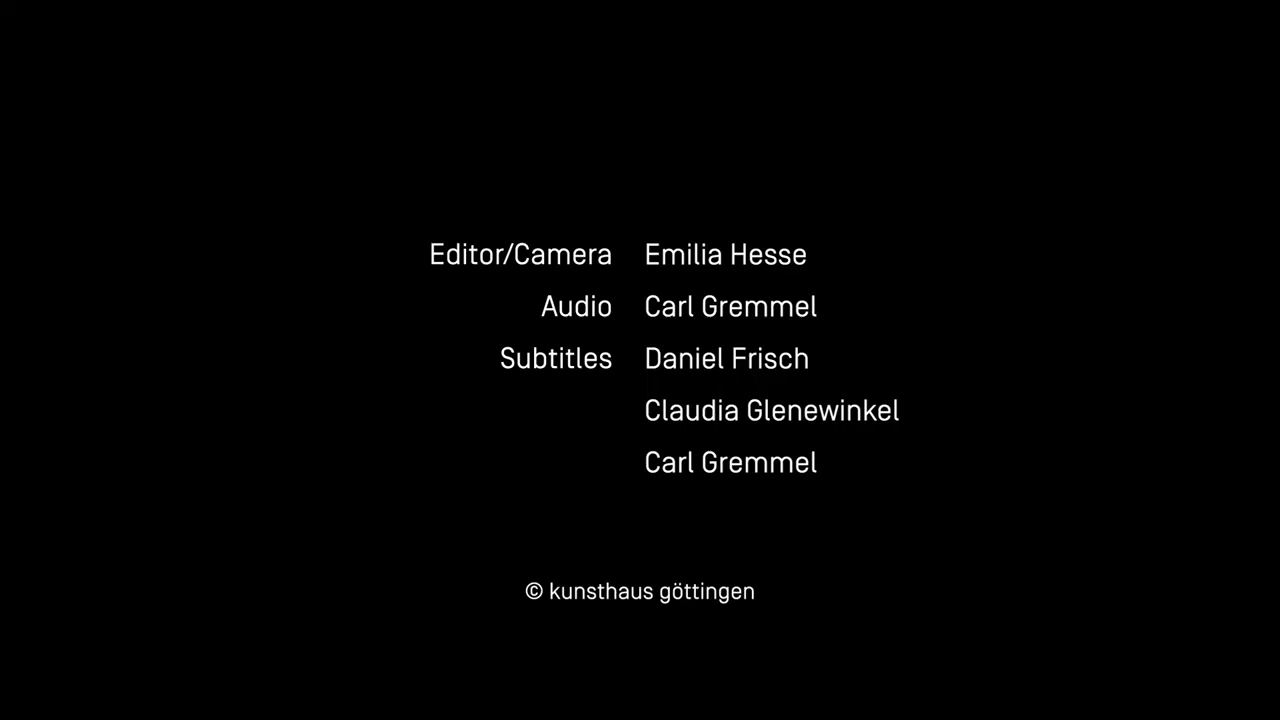 Editor/Camera Emilia Hesse
Audio Carl Gremmel
Subtitles Daniel Frisch
Claudia Glenewinkel
Carl Gremmel
© kunsthaus göttingen